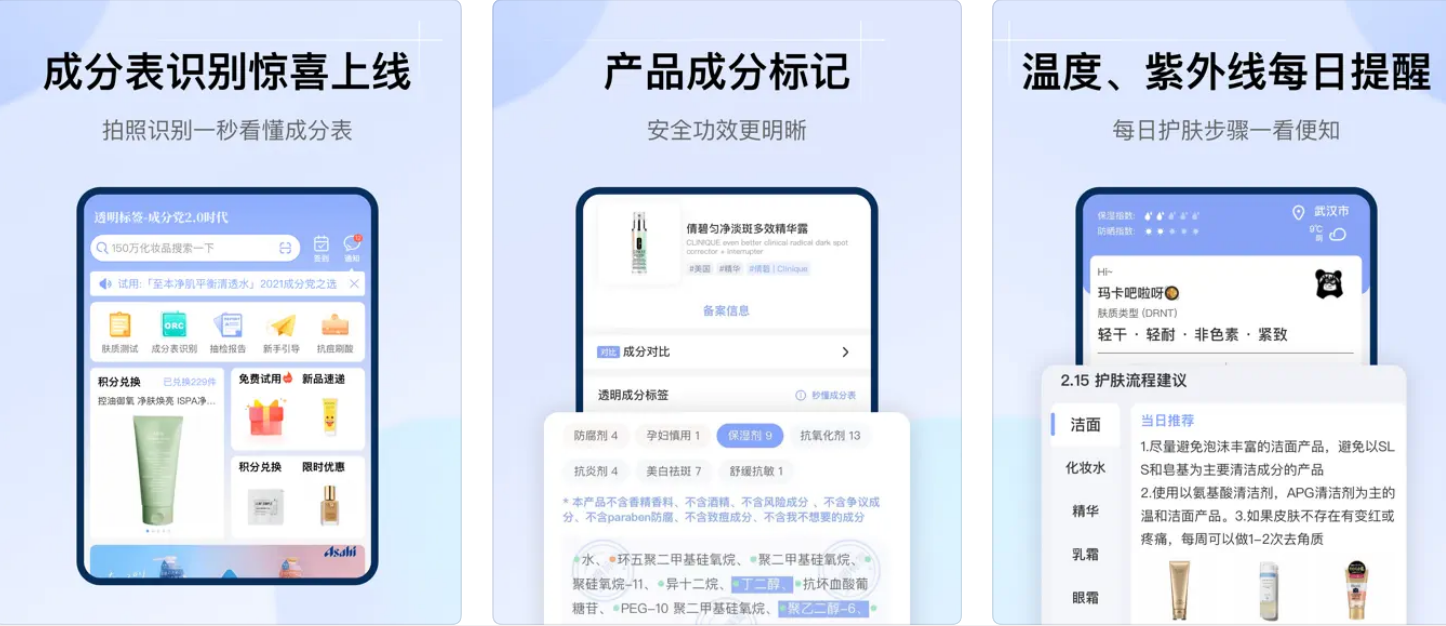 成分表识别惊喜上线
拍照识别一秒看懂成分表
透明标签-成分党2.0时代
150万化妆品搜索一下
签到
通知
试用:「至本净肌平衡清透水」2021成分党之选
ORC
肤质测试
成分表识别
抽检报告
新手引导
抗痘刷酸
积分兑换
已兑换229件
控油御氧 净肤焕亮 ISPA净...
免费试用
新品速递
积分兑换
限时优惠
Asahi
产品成分标记
安全功效更明晰
倩碧匀净淡斑多效精华露
CLINIQUE even better clinical radical dark spot
corrector + interrupter
#美国
#精华
#倩碧 | Clinique
备案信息
对比 成分对比
透明成分标签
秒懂成分表
防腐剂 4
孕妇慎用 1
保湿剂 9
抗氧化剂 13
抗炎剂 4
美白祛斑 7
舒缓抗敏 1
* 本产品不含香精香料、不含酒精、不含风险成分 、不含争议成
分、不含paraben防腐、不含致痘成分、不含我不想要的成分
水、环五聚二甲基硅氧烷、聚二甲基硅氧烷、
聚硅氧烷-11、异十二烷、丁二醇、抗坏血酸葡
糖苷、PEG-10 聚二甲基硅氧烷、聚乙二醇-6、
温度、紫外线每日提醒
每日护肤步骤一看便知
保湿指数:
防晒指数:
武汉市
9℃
雨
Hi~
玛卡吧啦呀
肤质类型 (DRNT)
轻干 · 轻耐 · 非色素 · 紧致
2.15 护肤流程建议
洁面
化妆水
精华
乳霜
眼霜
当日推荐
1.尽量避免泡沫丰富的洁面产品，避免以SL
S和皂基为主要清洁成分的产品
2.使用以氨基酸清洁剂，APG清洁剂为主的
温和洁面产品。3.如果皮肤不存在有变红或
疼痛，每周可以做1-2次去角质